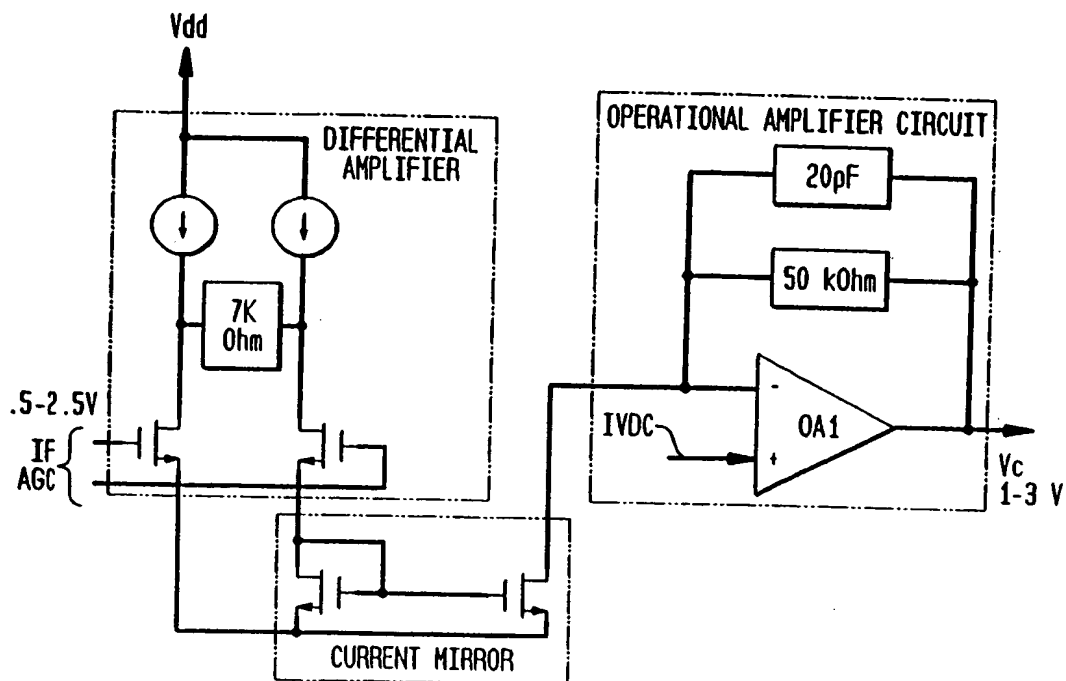 Vdd
DIFFERENTIAL
AMPLIFIER
7K
Ohm
.5-2.5V
IF
AGC
CURRENT MIRROR
OPERATIONAL AMPLIFIER CIRCUIT
20pF
50 kOhm
-
OA1
IVDC
+
Vc
1-3 V